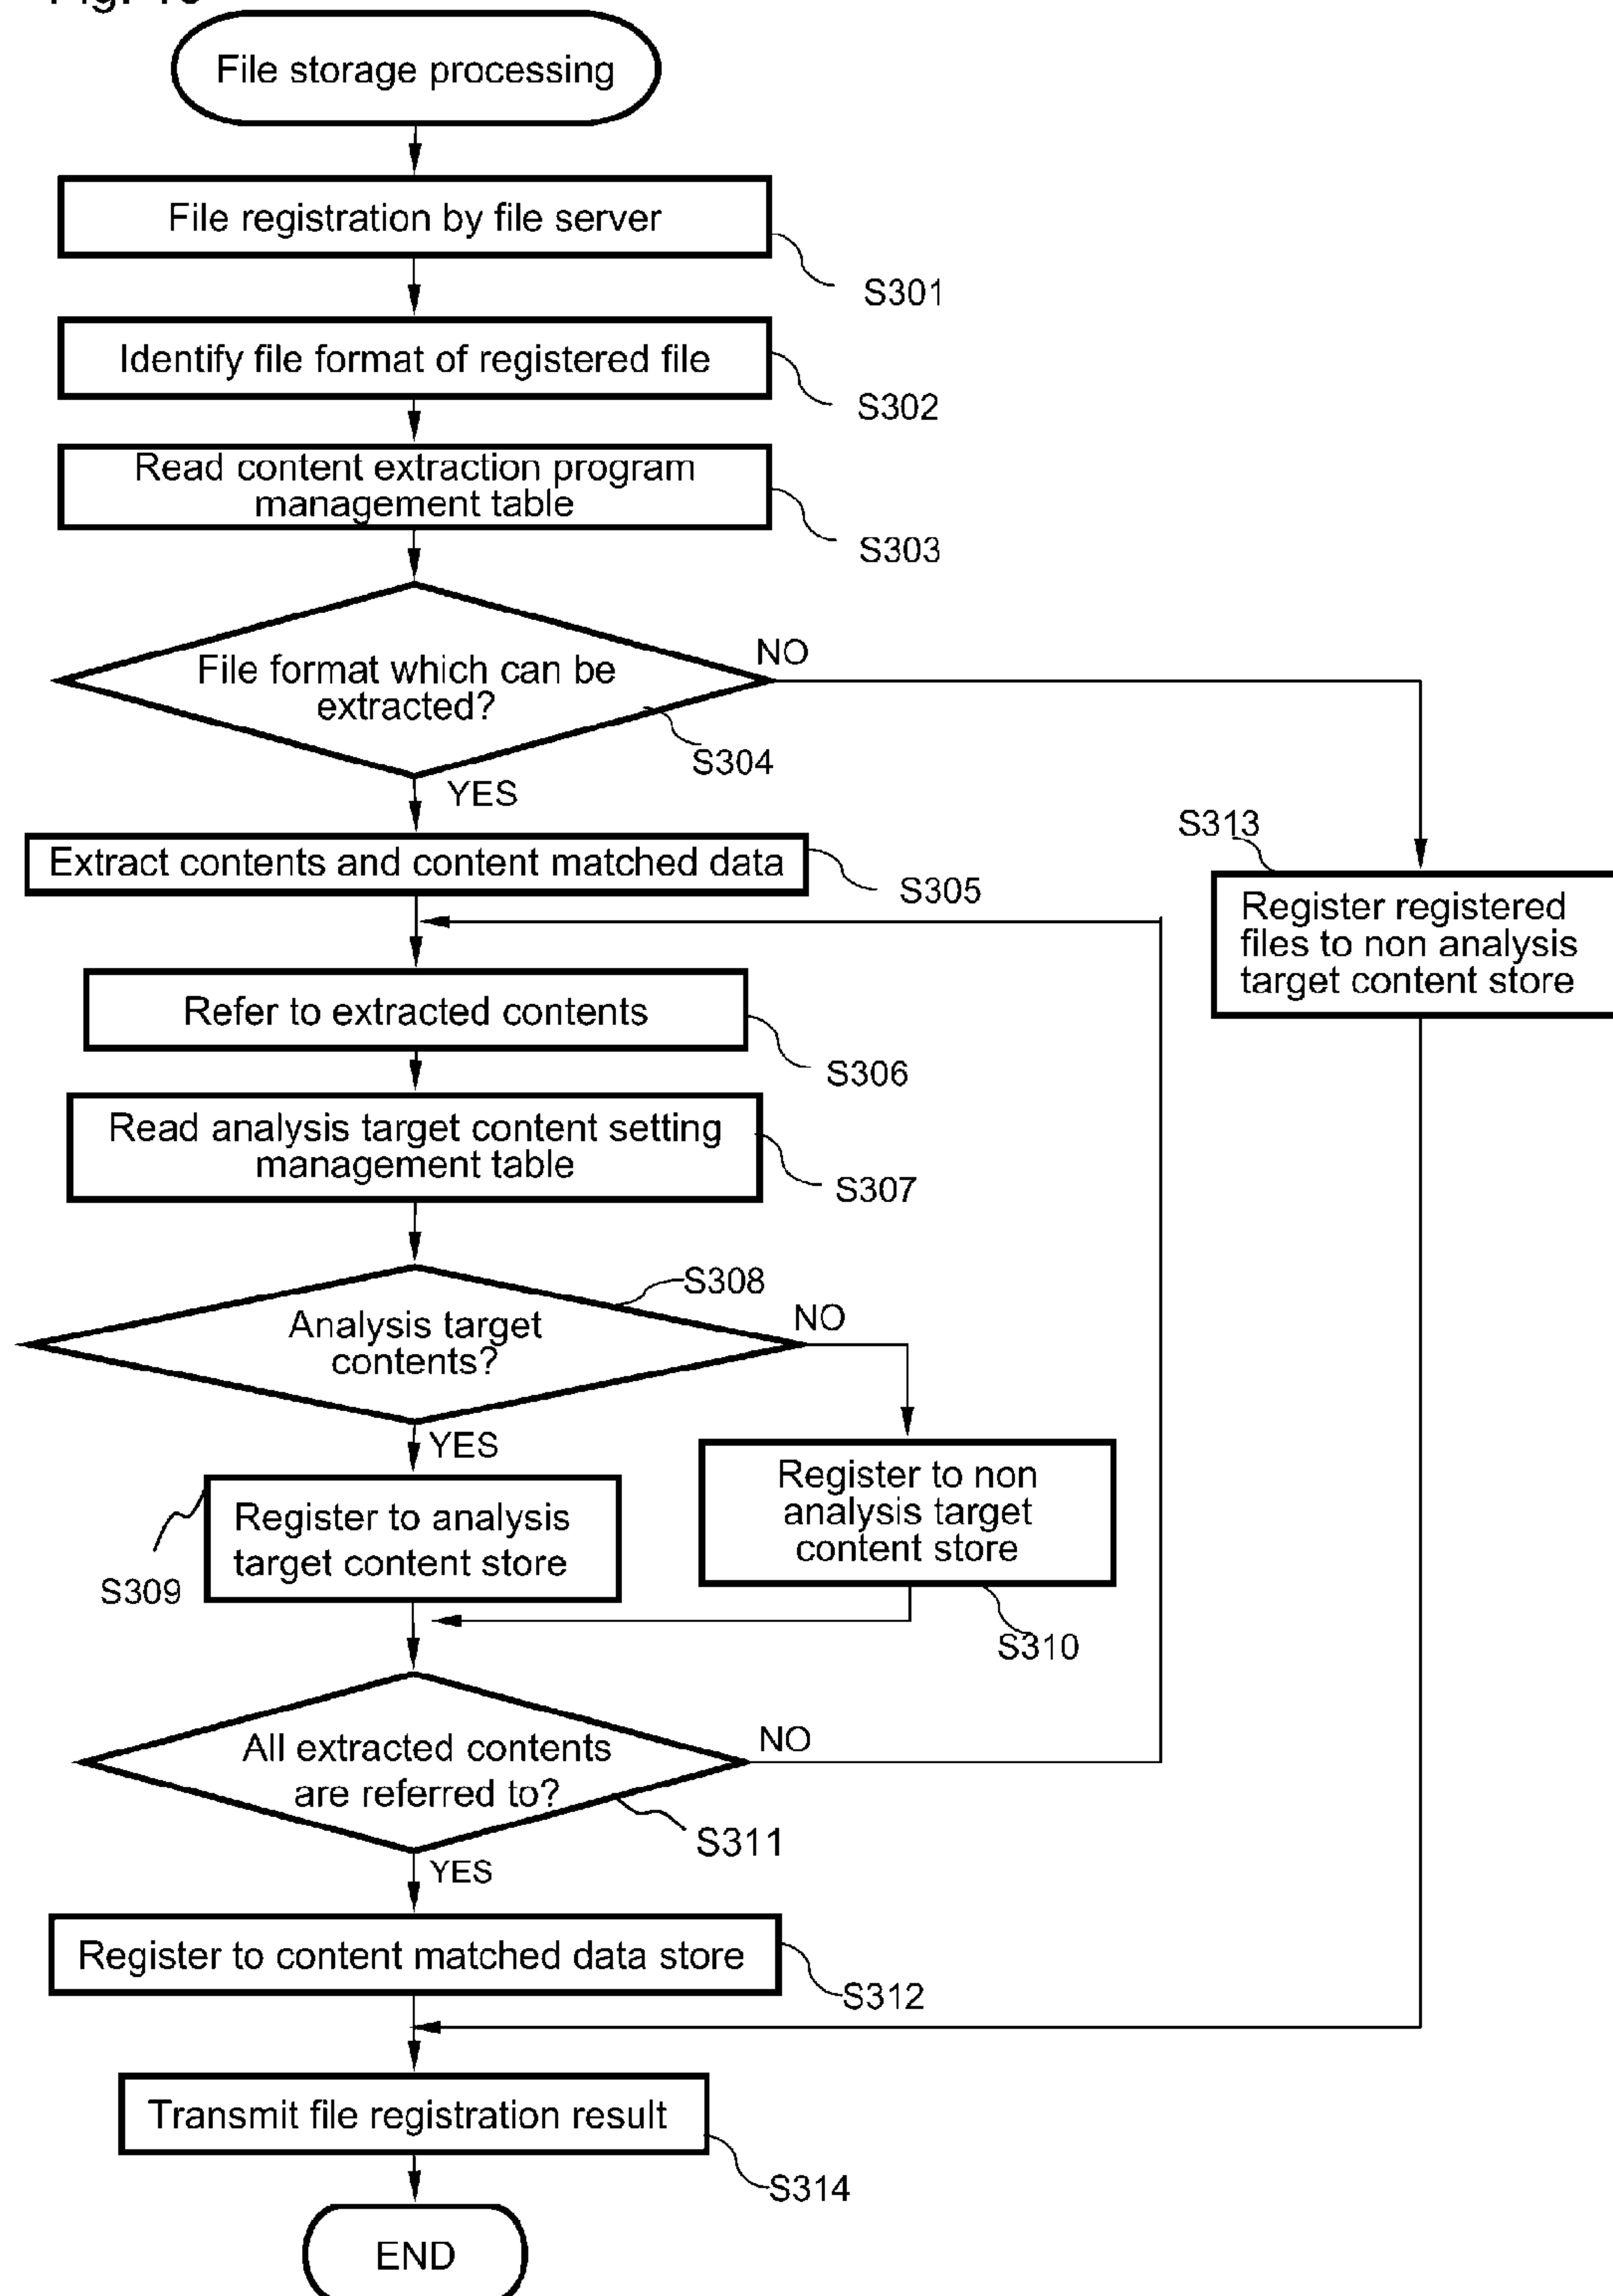 File storage processing
File registration by file server
S301
Identify file format of registered file
S302
Read content extraction program
management table
S303
File format which can be
extracted?
NO
S304
YES
Extract contents and content matched data
S305
S313
Register registered
files to non analysis
target content store
Refer to extracted contents
S306
Read analysis target content setting
management table
S307
S308
Analysis target
contents?
NO
YES
Register to analysis
target content store
S309
Register to non
analysis target
content store
S310
All extracted contents
are referred to?
NO
S311
YES
Register to content matched data store
S312
Transmit file registration result
S314
END